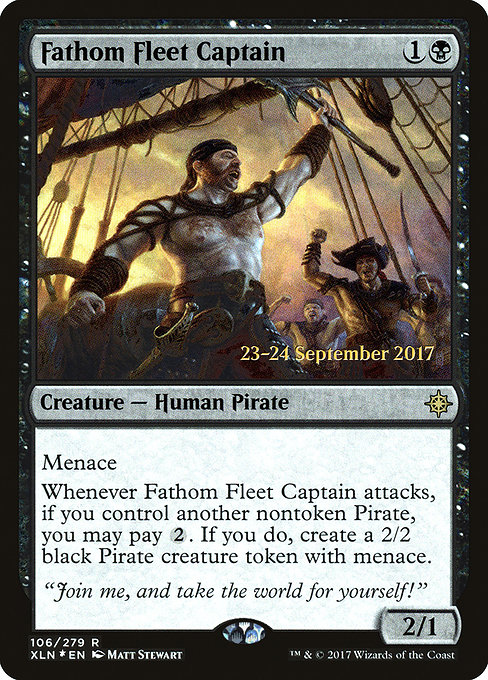 Fathom Fleet Captain 1
23–24 September 2017
Creature — Human Pirate
Menace
Whenever Fathom Fleet Captain attacks,
if you control another nontoken Pirate,
you may pay 2. If you do, create a 2/2
black Pirate creature token with menace.
“Join me, and take the world for yourself!”
2/1
106/279 R
XLN EN Matt Stewart
™ & © 2017 Wizards of the Coast